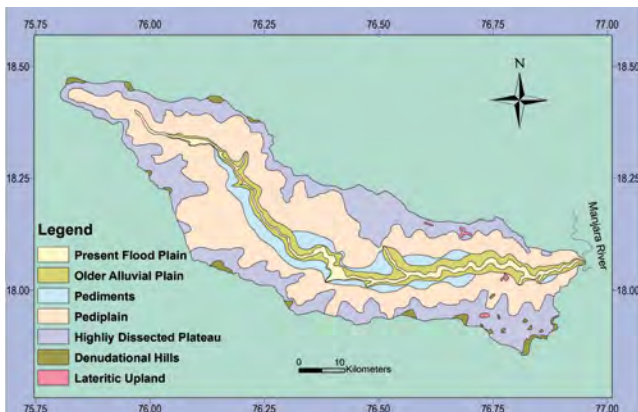 75.75 76.00 76.25 76.50 76.75 77.00
18.50 18.50
N
18.25 18.25
Manjara River
Legend
Present Flood Plain
Older Alluvial Plain
Pediments
Pediplain
Highliy Dissected Plateau
Denudational Hills
Lateritic Upland
18.00 18.00
0 10
Kilometers
75.75 76.00 76.25 76.50 76.75 77.00